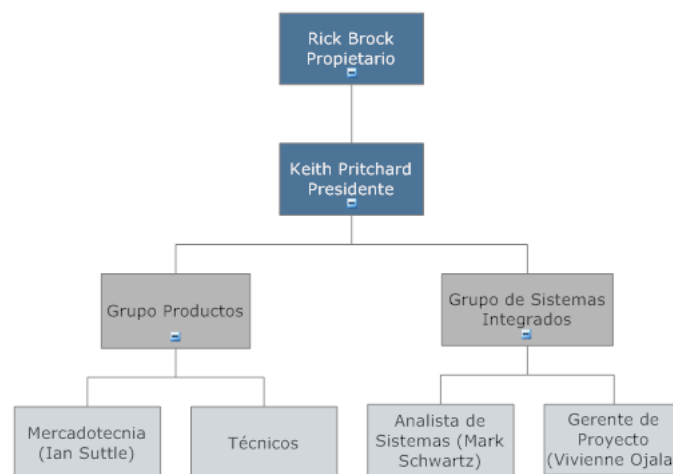 Rick Brock
Propietario
Keith Pritchard
Presidente
Grupo Productos
Grupo de Sistemas
Integrados
Mercadotecnia
(Ian Suttle)
Técnicos
Analista de
Sistemas (Mark
Schwartz)
Gerente de
Proyecto
(Vivienne Ojala